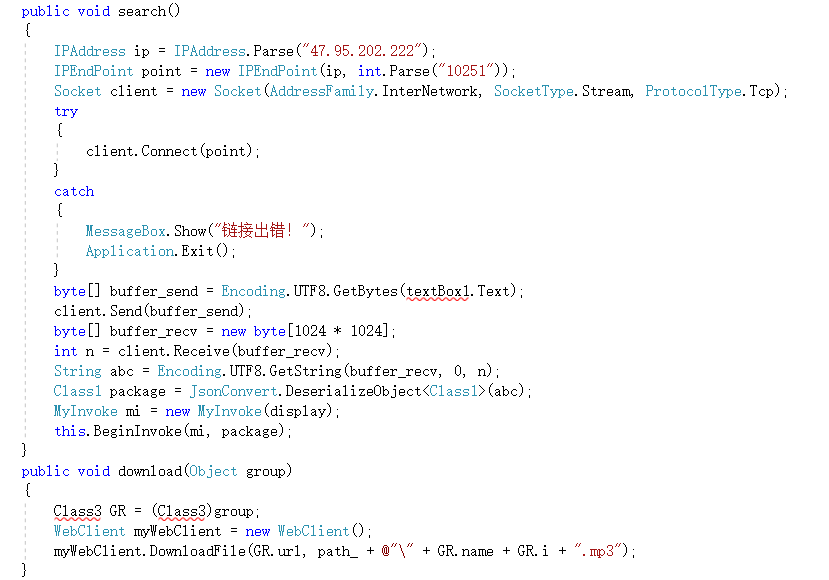 public void search()
{
IPAddress ip = IPAddress.Parse("47.95.202.222");
IPEndPoint point = new IPEndPoint(ip, int.Parse("10251"));
Socket client = new Socket(AddressFamily.InterNetwork, SocketType.Stream, ProtocolType.Tcp);
try
{
client.Connect(point);
}
catch
{
MessageBox.Show("链接出错! ");
Application.Exit();
}
byte[] buffer_send = Encoding.UTF8.GetBytes(textBox1.Text);
client.Send(buffer_send);
byte[] buffer_recv = new byte[1024 * 1024];
int n = client.Receive(buffer_recv);
String abc = Encoding.UTF8.GetString(buffer_recv, 0, n);
Class1 package = JsonConvert.DeserializeObject<Class1>(abc);
MyInvoke mi = new MyInvoke(display);
this.BeginInvoke(mi, package);
}
public void download(Object group)
{
Class3 GR = (Class3)group;
WebClient myWebClient = new WebClient();
myWebClient.DownloadFile(GR.url, path_ + @"\" + GR.name + GR.i + ".mp3");
}